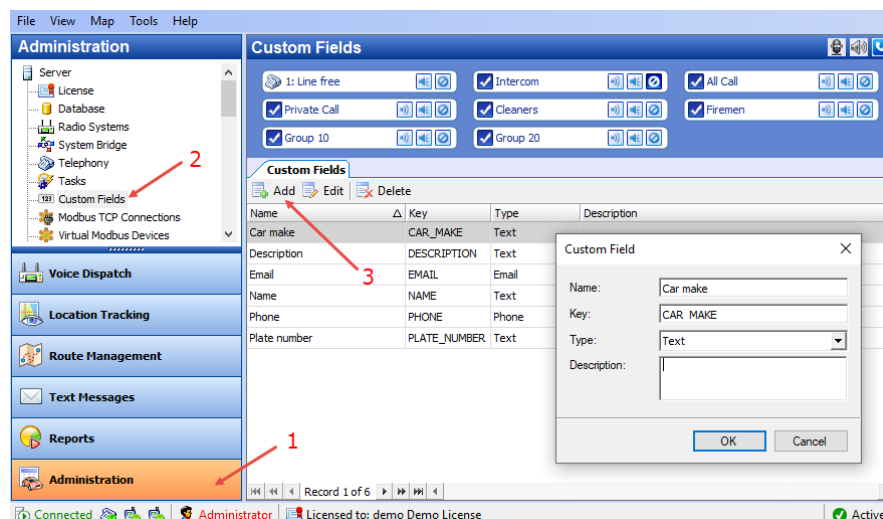 File View Map Tools Help
Administration
Custom Fields
Server
License
Database
Radio Systems
System Bridge
Telephony
Tasks
Custom Fields
Modbus TCP Connections
Virtual Modbus Devices
2
Voice Dispatch
Location Tracking
Route Management
Text Messages
Reports
Administration
1
1: Line free Intercom All Call
Private Call Cleaners Firemen
Group 10 Group 20
Custom Fields
Add Edit Delete
3
Name Key Type Description
Car make CAR_MAKE Text
Description DESCRIPTION Text
Email EMAIL Email
Name NAME Text
Phone PHONE Phone
Plate number PLATE_NUMBER Text
Custom Field
Name: Car make
Key: CAR MAKE
Type: Text
Description:
OK Cancel
Record 1 of 6
Connected Administrator Licensed to: demo Demo License Active